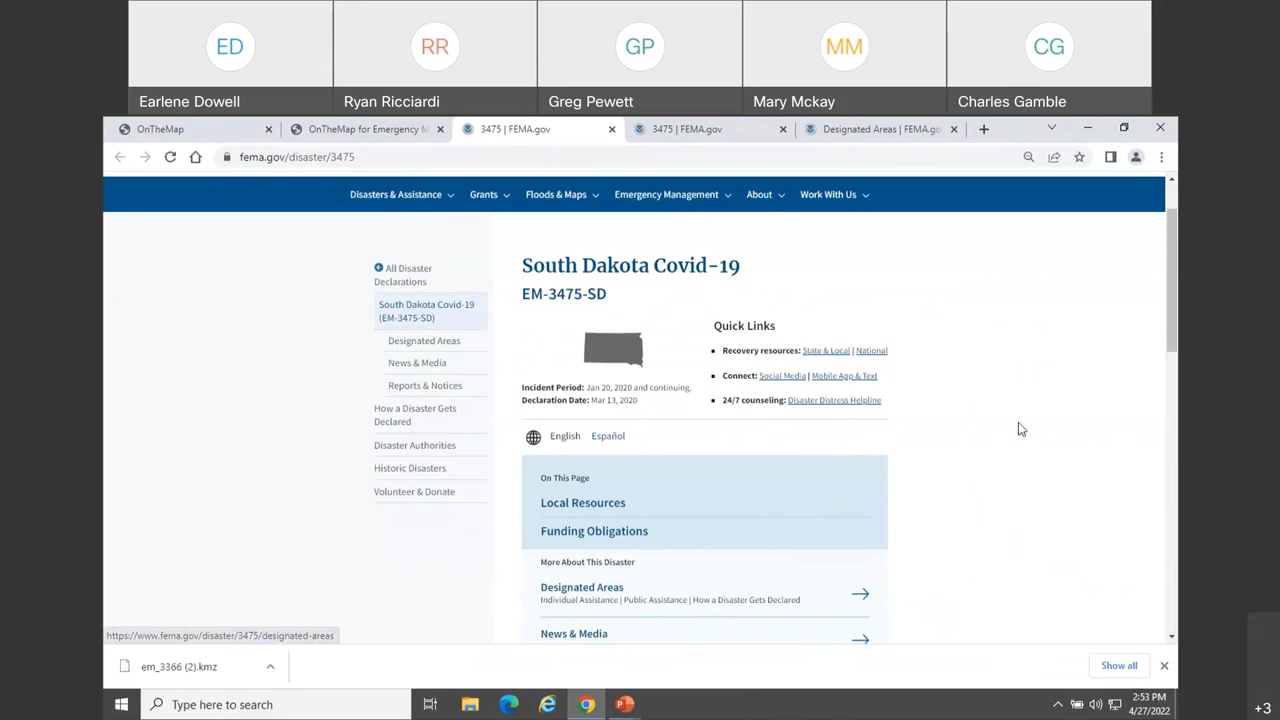 ED
RR
GP
MM
CG
Earlene Dowell
Ryan Ricciardi
Greg Pewett
Mary Mckay
Charles Gamble
OnTheMap
OnTheMap for Emergency M
3475 | FEMA.gov
3475 | FEMA.gov
Designated Areas | FEMA.go
fema.gov/disaster/3475
Disasters & Assistance
Grants
Floods & Maps
Emergency Management
About
Work With Us
All Disaster
Declarations
South Dakota Covid-19
(EM-3475-SD)
Designated Areas
News & Media
Reports & Notices
How a Disaster Gets
Declared
Disaster Authorities
Historic Disasters
Volunteer & Donate
South Dakota Covid-19
EM-3475-SD
Incident Period: Jan 20, 2020 and continuing.
Declaration Date: Mar 13, 2020
Quick Links
Recovery resources: State & Local | National
Connect: Social Media | Mobile App & Text
24/7 counseling: Disaster Distress Helpline
English Español
On This Page
Local Resources
Funding Obligations
More About This Disaster
Designated Areas
Individual Assistance | Public Assistance | How a Disaster Gets Declared
News & Media
https://www.fema.gov/disaster/3475/designated-areas
em_3366 (2).kmz
Show all
Type here to search
2:53 PM
4/27/2022
+3